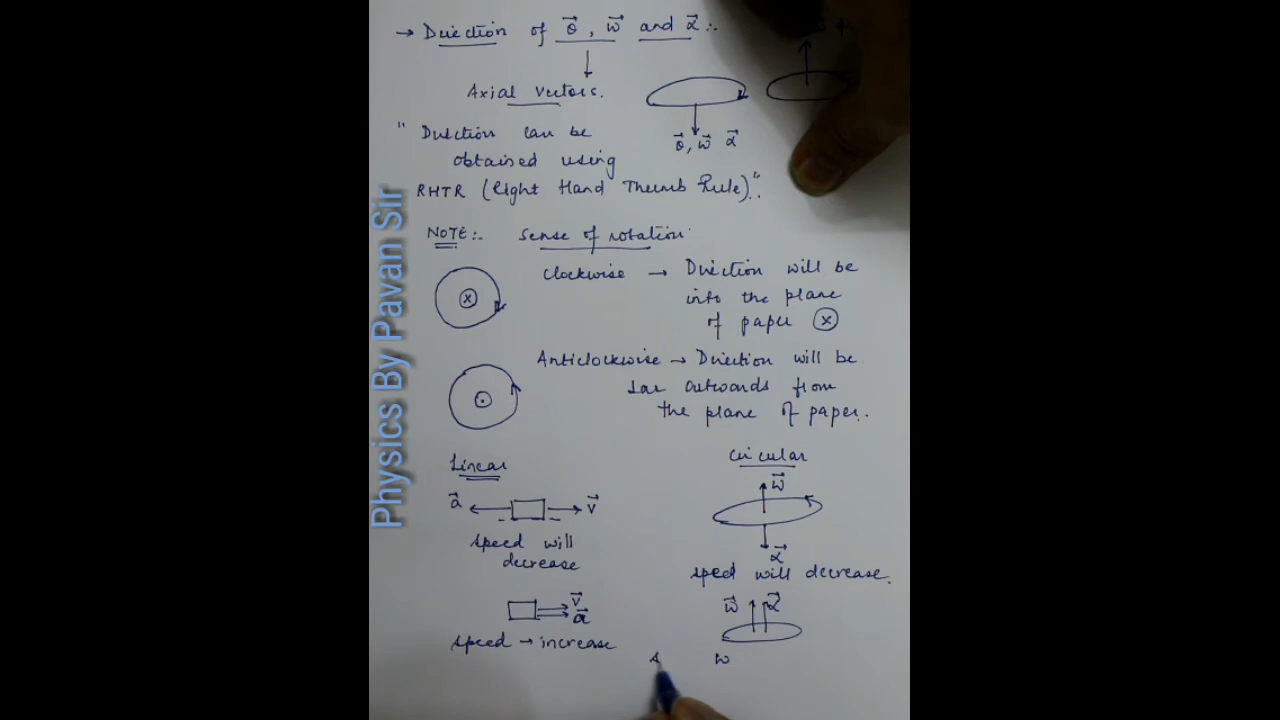 → Direction of θ⃗, ω⃗ and α⃗ :-
Axial Vectors.
θ⃗, ω⃗ α⃗
" Direction can be
obtained using
RHTR (Right Hand Thumb Rule)".
NOTE:- Sense of rotation.
Clockwise → Direction will be
into the plane
of paper ⊗
x
Anticlockwise → Direction will be
⊥ar outwards from
the plane of paper.
Linear
Circular
a⃗ v⃗
ω⃗
α⃗
Speed will
decrease
Speed will decrease.
v⃗
a⃗
ω⃗ α⃗
Speed → increase
ω
Physics By Pavan Sir